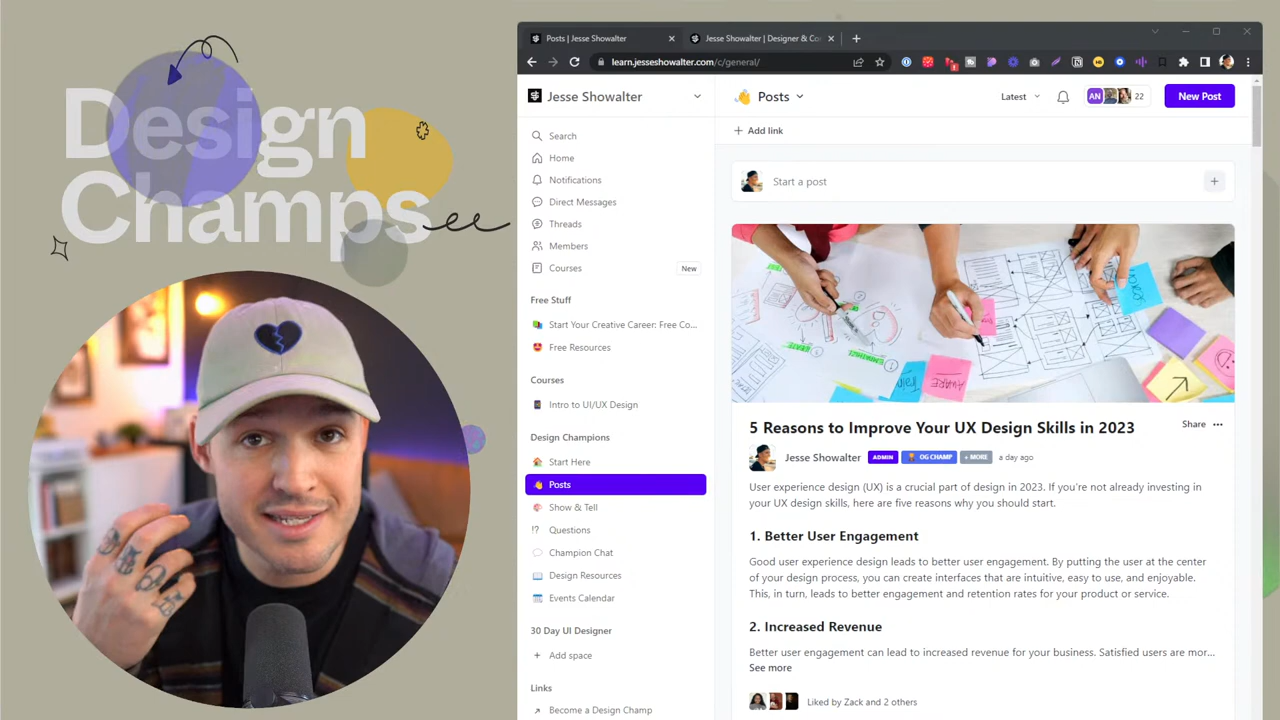 Design
Champs
Posts | Jesse Showalter
Jesse Showalter | Designer & Co
learn.jesseshowalter.com/c/general/
Jesse Showalter
Search
Home
Notifications
Direct Messages
Threads
Members
Courses
New
Free Stuff
Start Your Creative Career: Free Co...
Free Resources
Courses
Intro to UI/UX Design
Design Champions
Start Here
Posts
Show & Tell
Questions
Champion Chat
Design Resources
Events Calendar
30 Day UI Designer
Add space
Links
Become a Design Champ
Posts
Latest
AN
22
New Post
Add link
Start a post
5 Reasons to Improve Your UX Design Skills in 2023
Share
Jesse Showalter ADMIN OG CHAMP + MORE a day ago
User experience design (UX) is a crucial part of design in 2023. If you're not already investing in
your UX design skills, here are five reasons why you should start.
1. Better User Engagement
Good user experience design leads to better user engagement. By putting the user at the center
of your design process, you can create interfaces that are intuitive, easy to use, and enjoyable.
This, in turn, leads to better engagement and retention rates for your product or service.
2. Increased Revenue
Better user engagement can lead to increased revenue for your business. Satisfied users are mor...
See more
Liked by Zack and 2 others